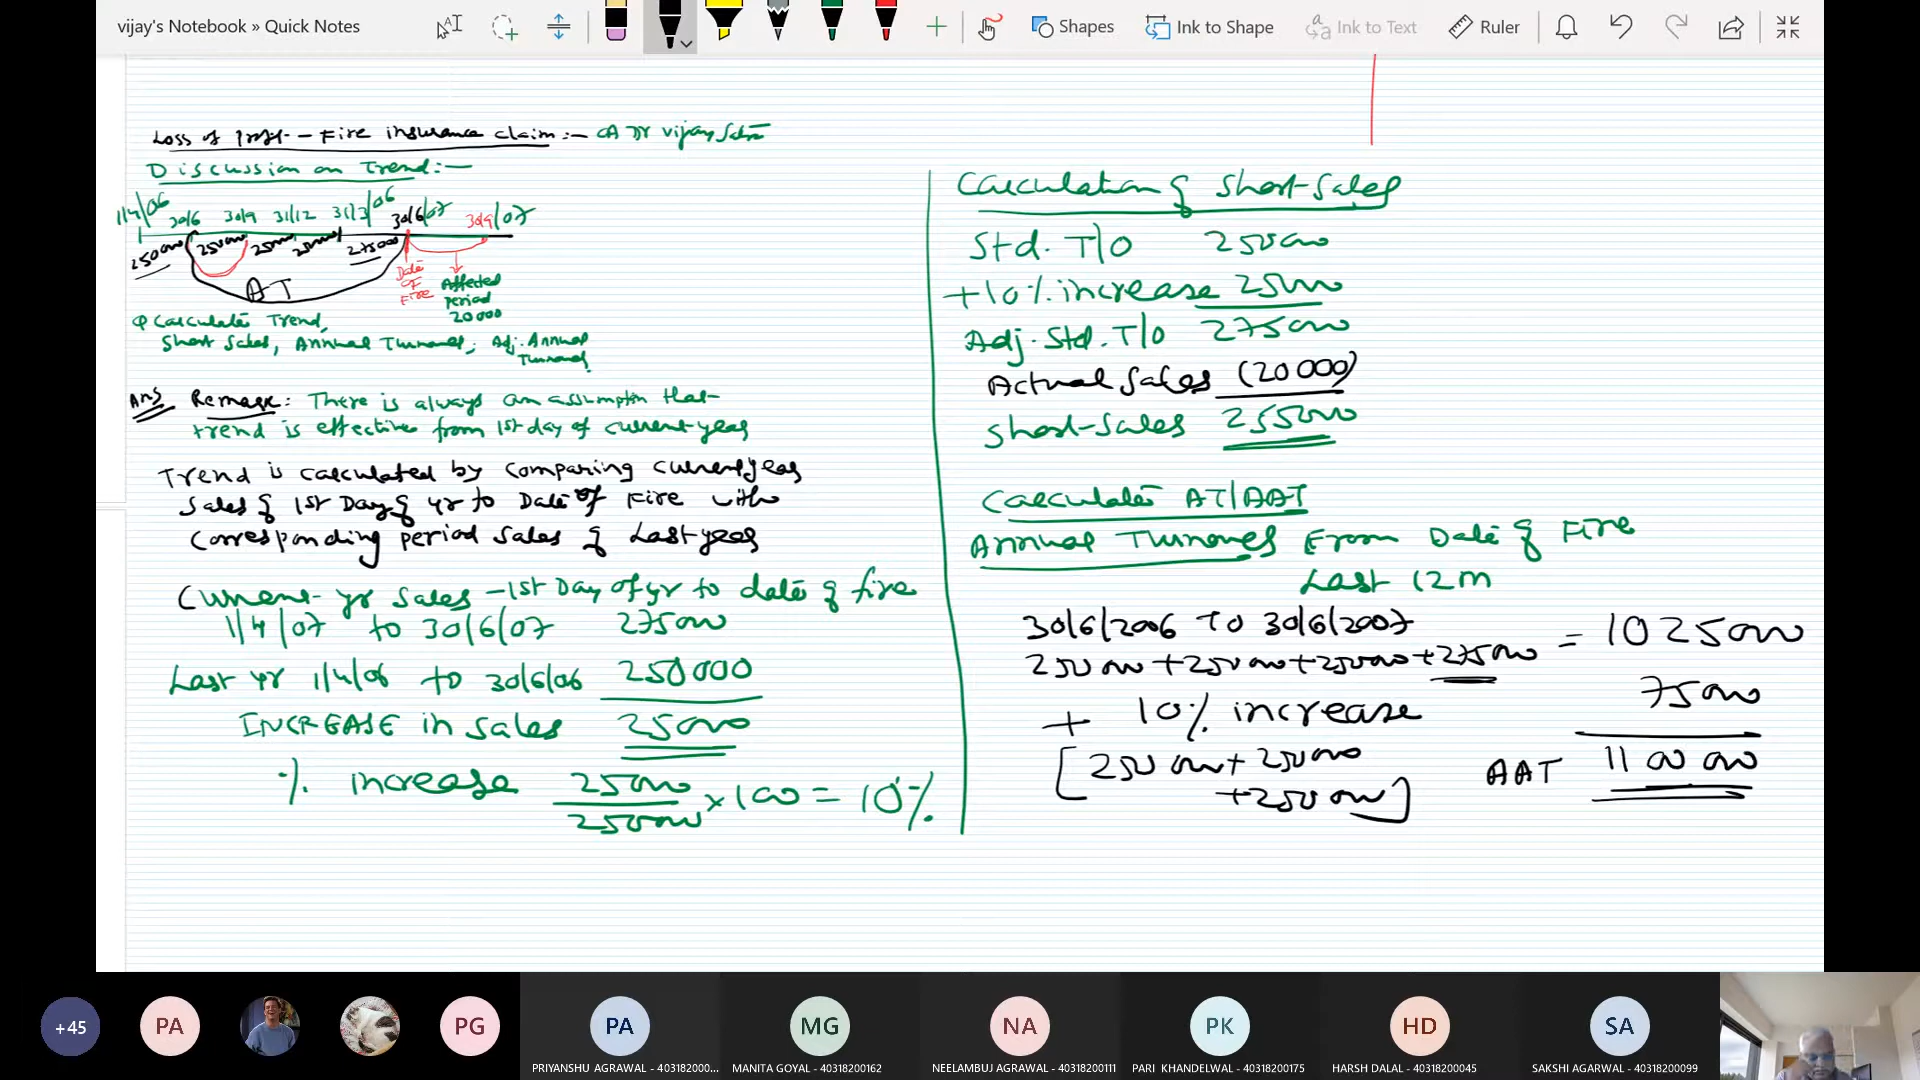 vijay's Notebook » Quick Notes
Shapes
Ink to Shape
Ink to Text
Ruler
Loss of Profit - Fire insurance claim:- CA Dr vijay
Discussion on Trend:-
1/4/06 30/6 30/9 31/12 31/3/06 30/6/07 30/9/07
250000 250000 250000 250000 275000
AT
Date of Fire
Affected period 20000
Q Calculate Trend,
Short Sales, Annual Turnover, Adj. Annual
Turnover.
Ans Remark: There is always an assumption that
trend is effective from 1st day of current year
Trend is calculated by comparing current year
Sales of 1st Day of yr to Date of Fire with
corresponding period sales of Last year
Current yr sales - 1st Day of yr to date of fire
1/4/07 to 30/6/07 275000
Last yr 1/4/06 to 30/6/06 250000
INCREASE in sales 25000
% increase 25000/250000 x 100 = 10%
Calculation of Short-Sales
Std. T/O 250000
+10% increase 25000
Adj. Std. T/O 275000
Actual Sales (20000)
Short-Sales 255000
Calculate AT/AAT
Annual Turnover From Date of Fire
Last 12m
30/6/2006 TO 30/6/2007
250000 + 250000 + 250000 + 275000 = 1025000
+ 10% increase 75000
[250000 + 250000
+ 250000]
AAT 1100000
+45
PA
PG
PA
MG
NA
PK
HD
SA
PRIYANSHU AGRAWAL - 403182000...
MANITA GOYAL - 40318200162
NEELAMBUJ AGRAWAL - 40318200111
PARI KHANDELWAL - 40318200175
HARSH DALAL - 40318200045
SAKSHI AGARWAL - 40318200099